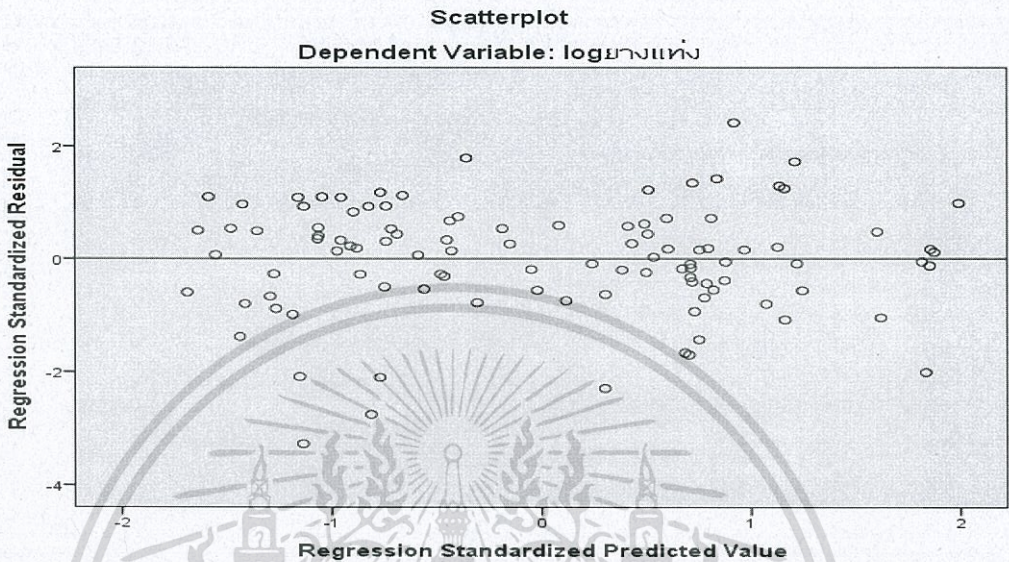 Scatterplot
Dependent Variable: logยางแท่ง
Regression Standardized Residual
2
0
-2
-4
-2
-1
0
1
2
Regression Standardized Predicted Value